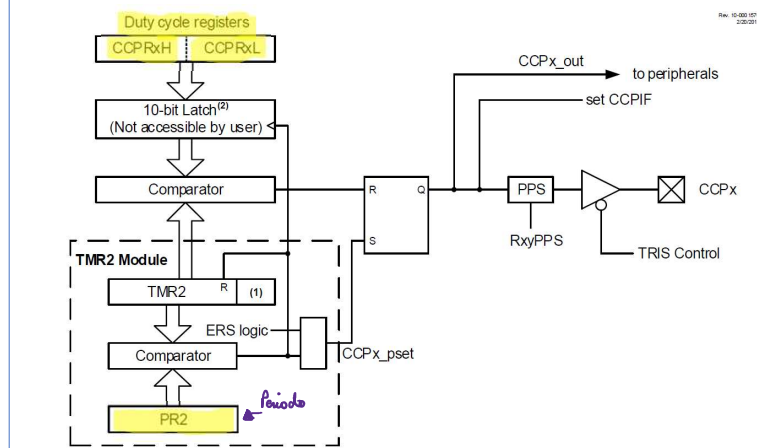 Rev. 10-000 157
2/20/201
Duty cycle registers
CCPRxH CCPRxL
CCPx_out
to peripherals
set CCPIF
10-bit Latch(2)
(Not accessible by user)
Comparator
R Q
S
PPS
CCPx
RxyPPS
TRIS Control
TMR2 Module
R
TMR2 (1)
ERS logic
CCPx_pset
Comparator
Periodo
PR2